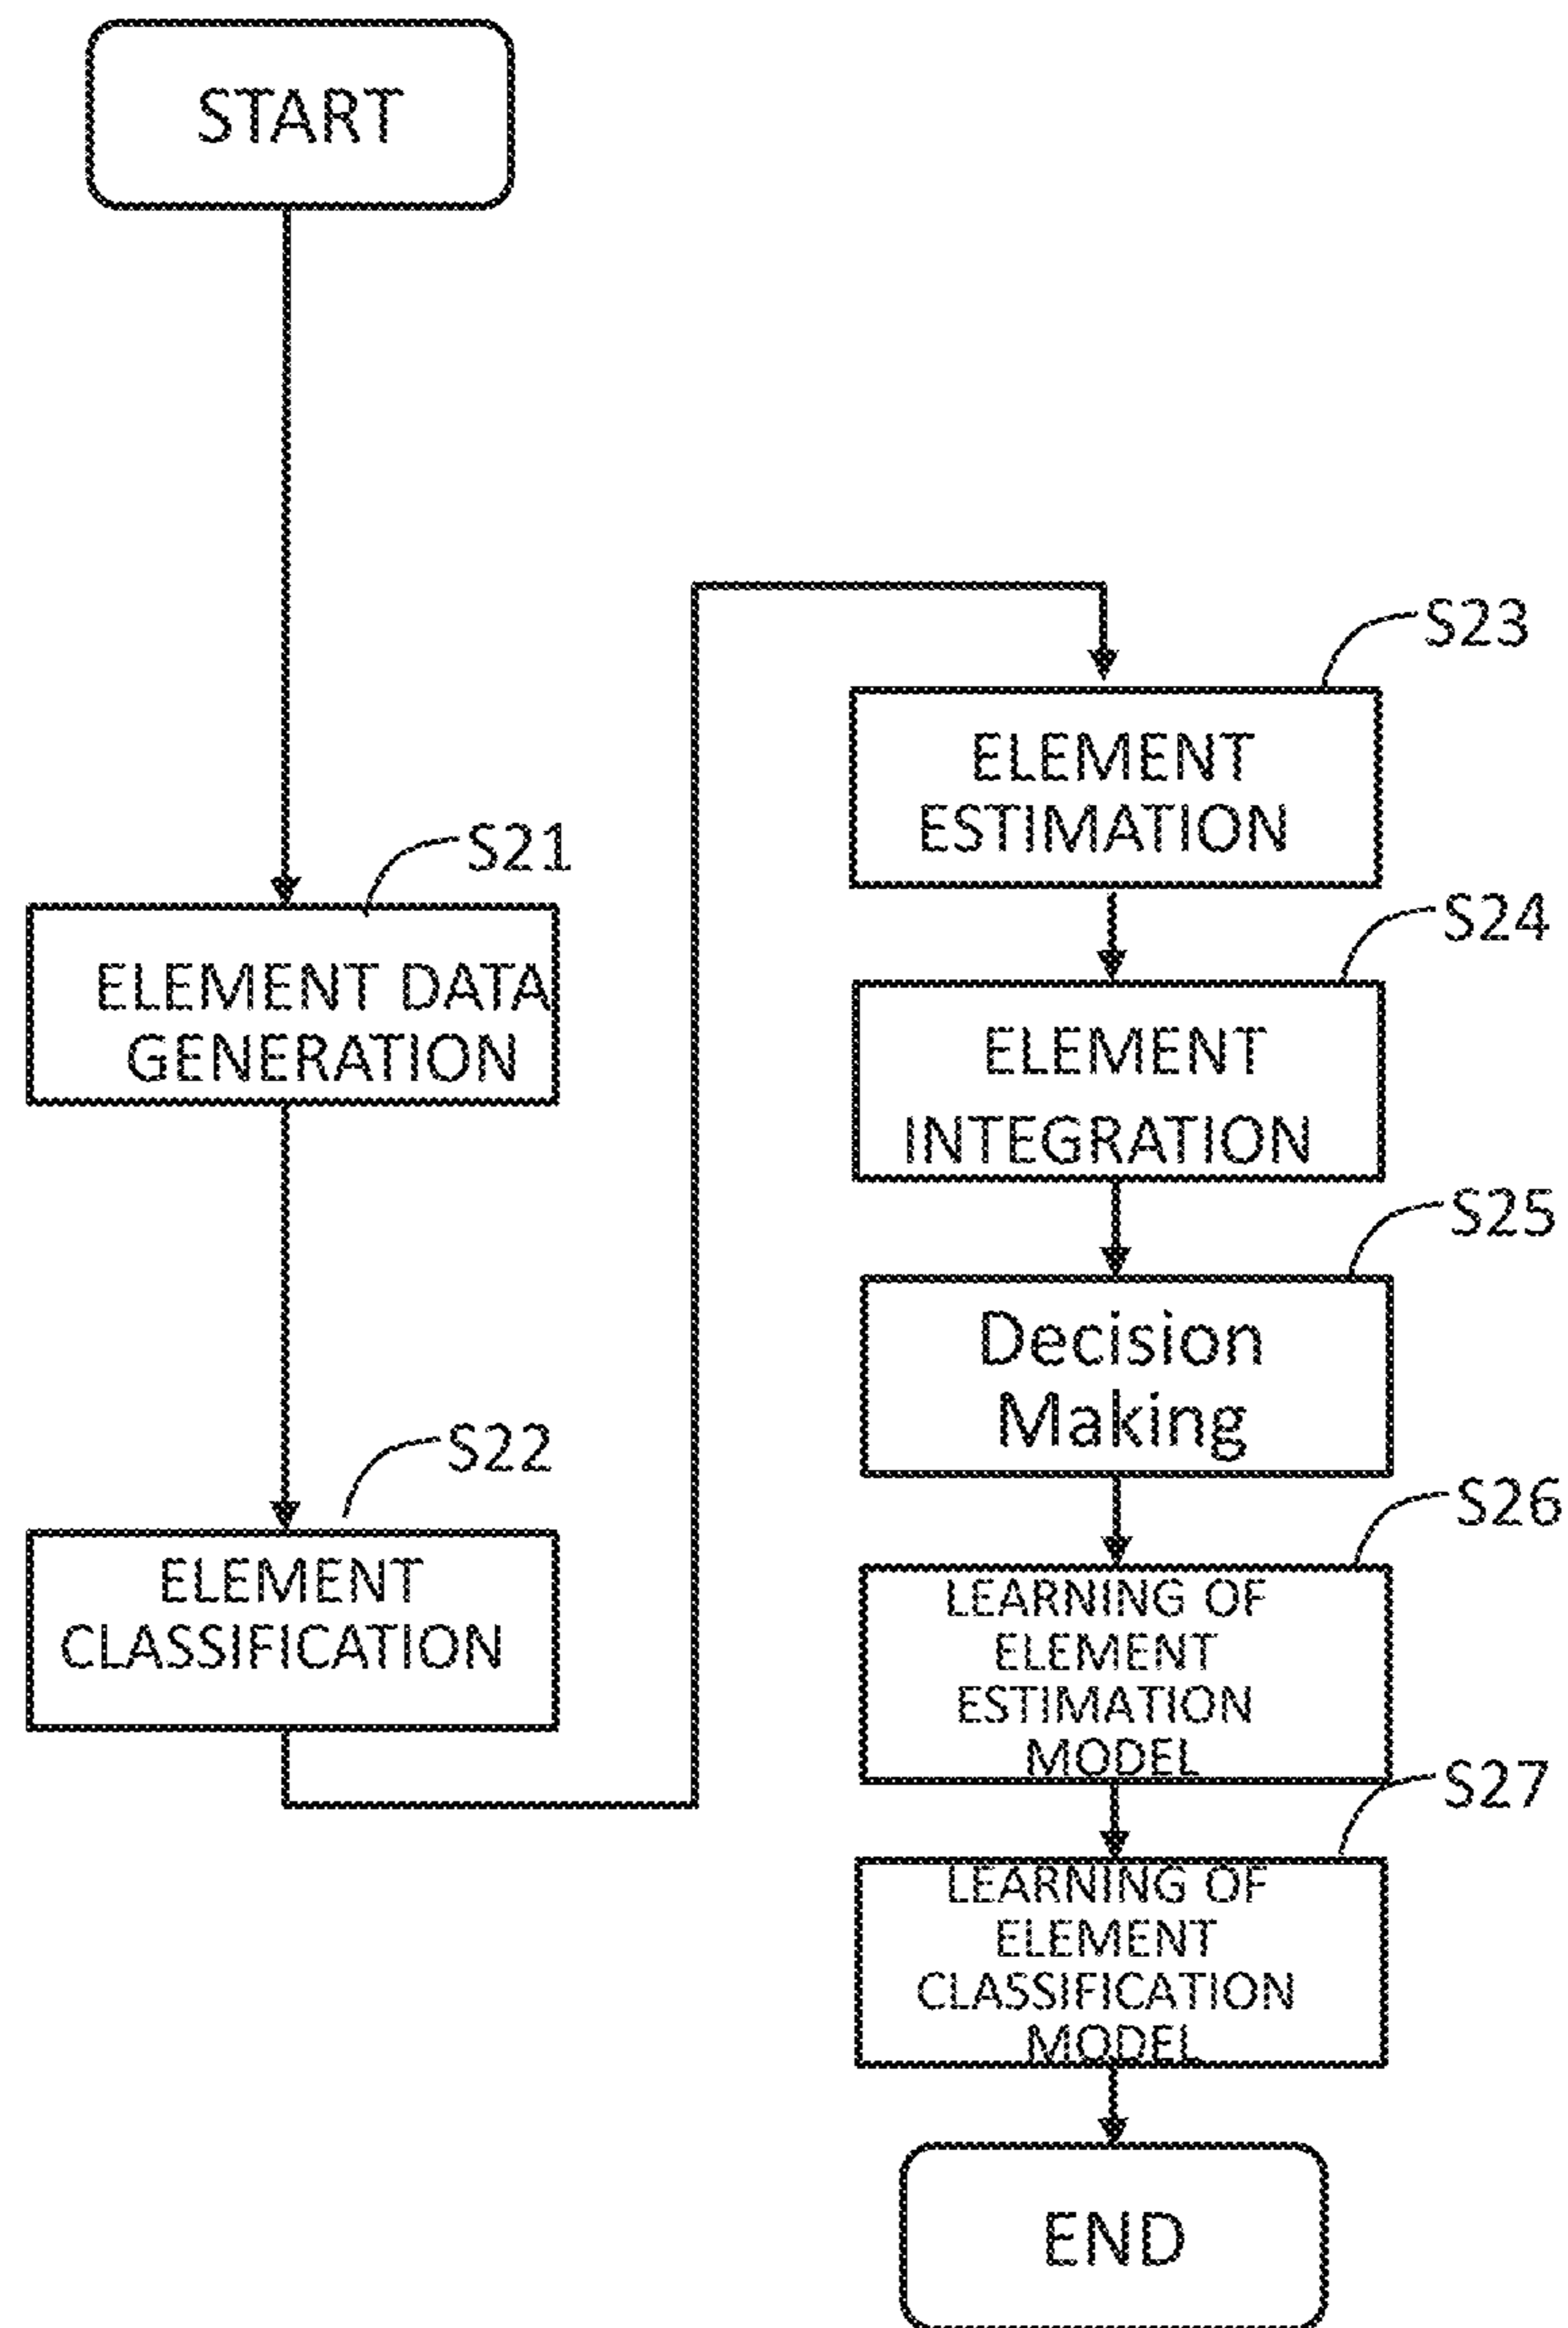 START
S21
ELEMENT DATA
GENERATION
S22
ELEMENT
CLASSIFICATION
S23
ELEMENT
ESTIMATION
S24
ELEMENT
INTEGRATION
S25
Decision
Making
S26
LEARNING OF
ELEMENT
ESTIMATION
MODEL
S27
LEARNING OF
ELEMENT
CLASSIFICATION
MODEL
END